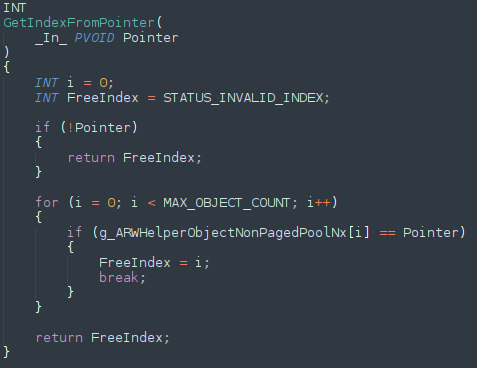 INT
GetIndexFromPointer(
    _In_ PVOID Pointer
)
{
    INT i = 0;
    INT FreeIndex = STATUS_INVALID_INDEX;

    if (!Pointer)
    {
        return FreeIndex;
    }

    for (i = 0; i < MAX_OBJECT_COUNT; i++)
    {
        if (g_ARWHelperObjectNonPagedPoolNx[i] == Pointer)
        {
            FreeIndex = i;
            break;
        }
    }

    return FreeIndex;
}